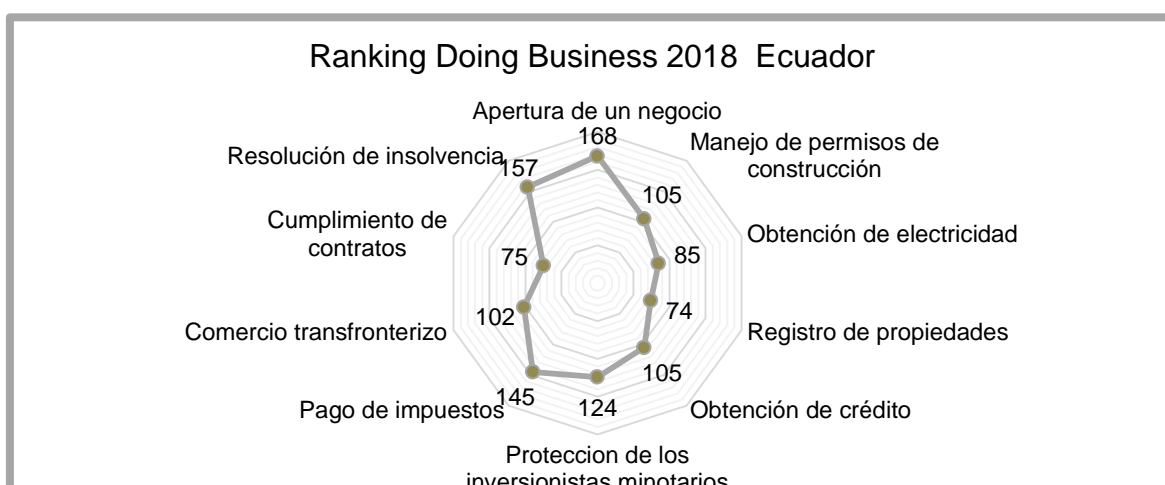 Ranking Doing Business 2018 Ecuador
Apertura de un negocio
168
Manejo de permisos de
construcción
105
Obtención de electricidad
85
Registro de propiedades
74
Obtención de crédito
105
Proteccion de los
inversionistas minotarios
124
Pago de impuestos
145
Comercio transfronterizo
102
Cumplimiento de
contratos
75
Resolución de insolvencia
157